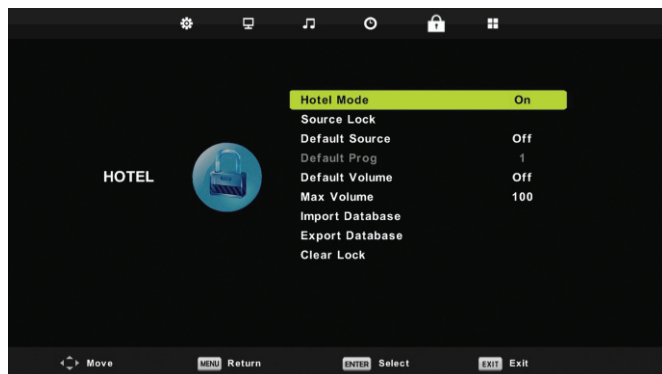 Hotel Mode On
Source Lock
Default Source Off
Default Prog 1
HOTEL
Default Volume Off
Max Volume 100
Import Database
Export Database
Clear Lock
Move MENU Return ENTER Select EXIT Exit